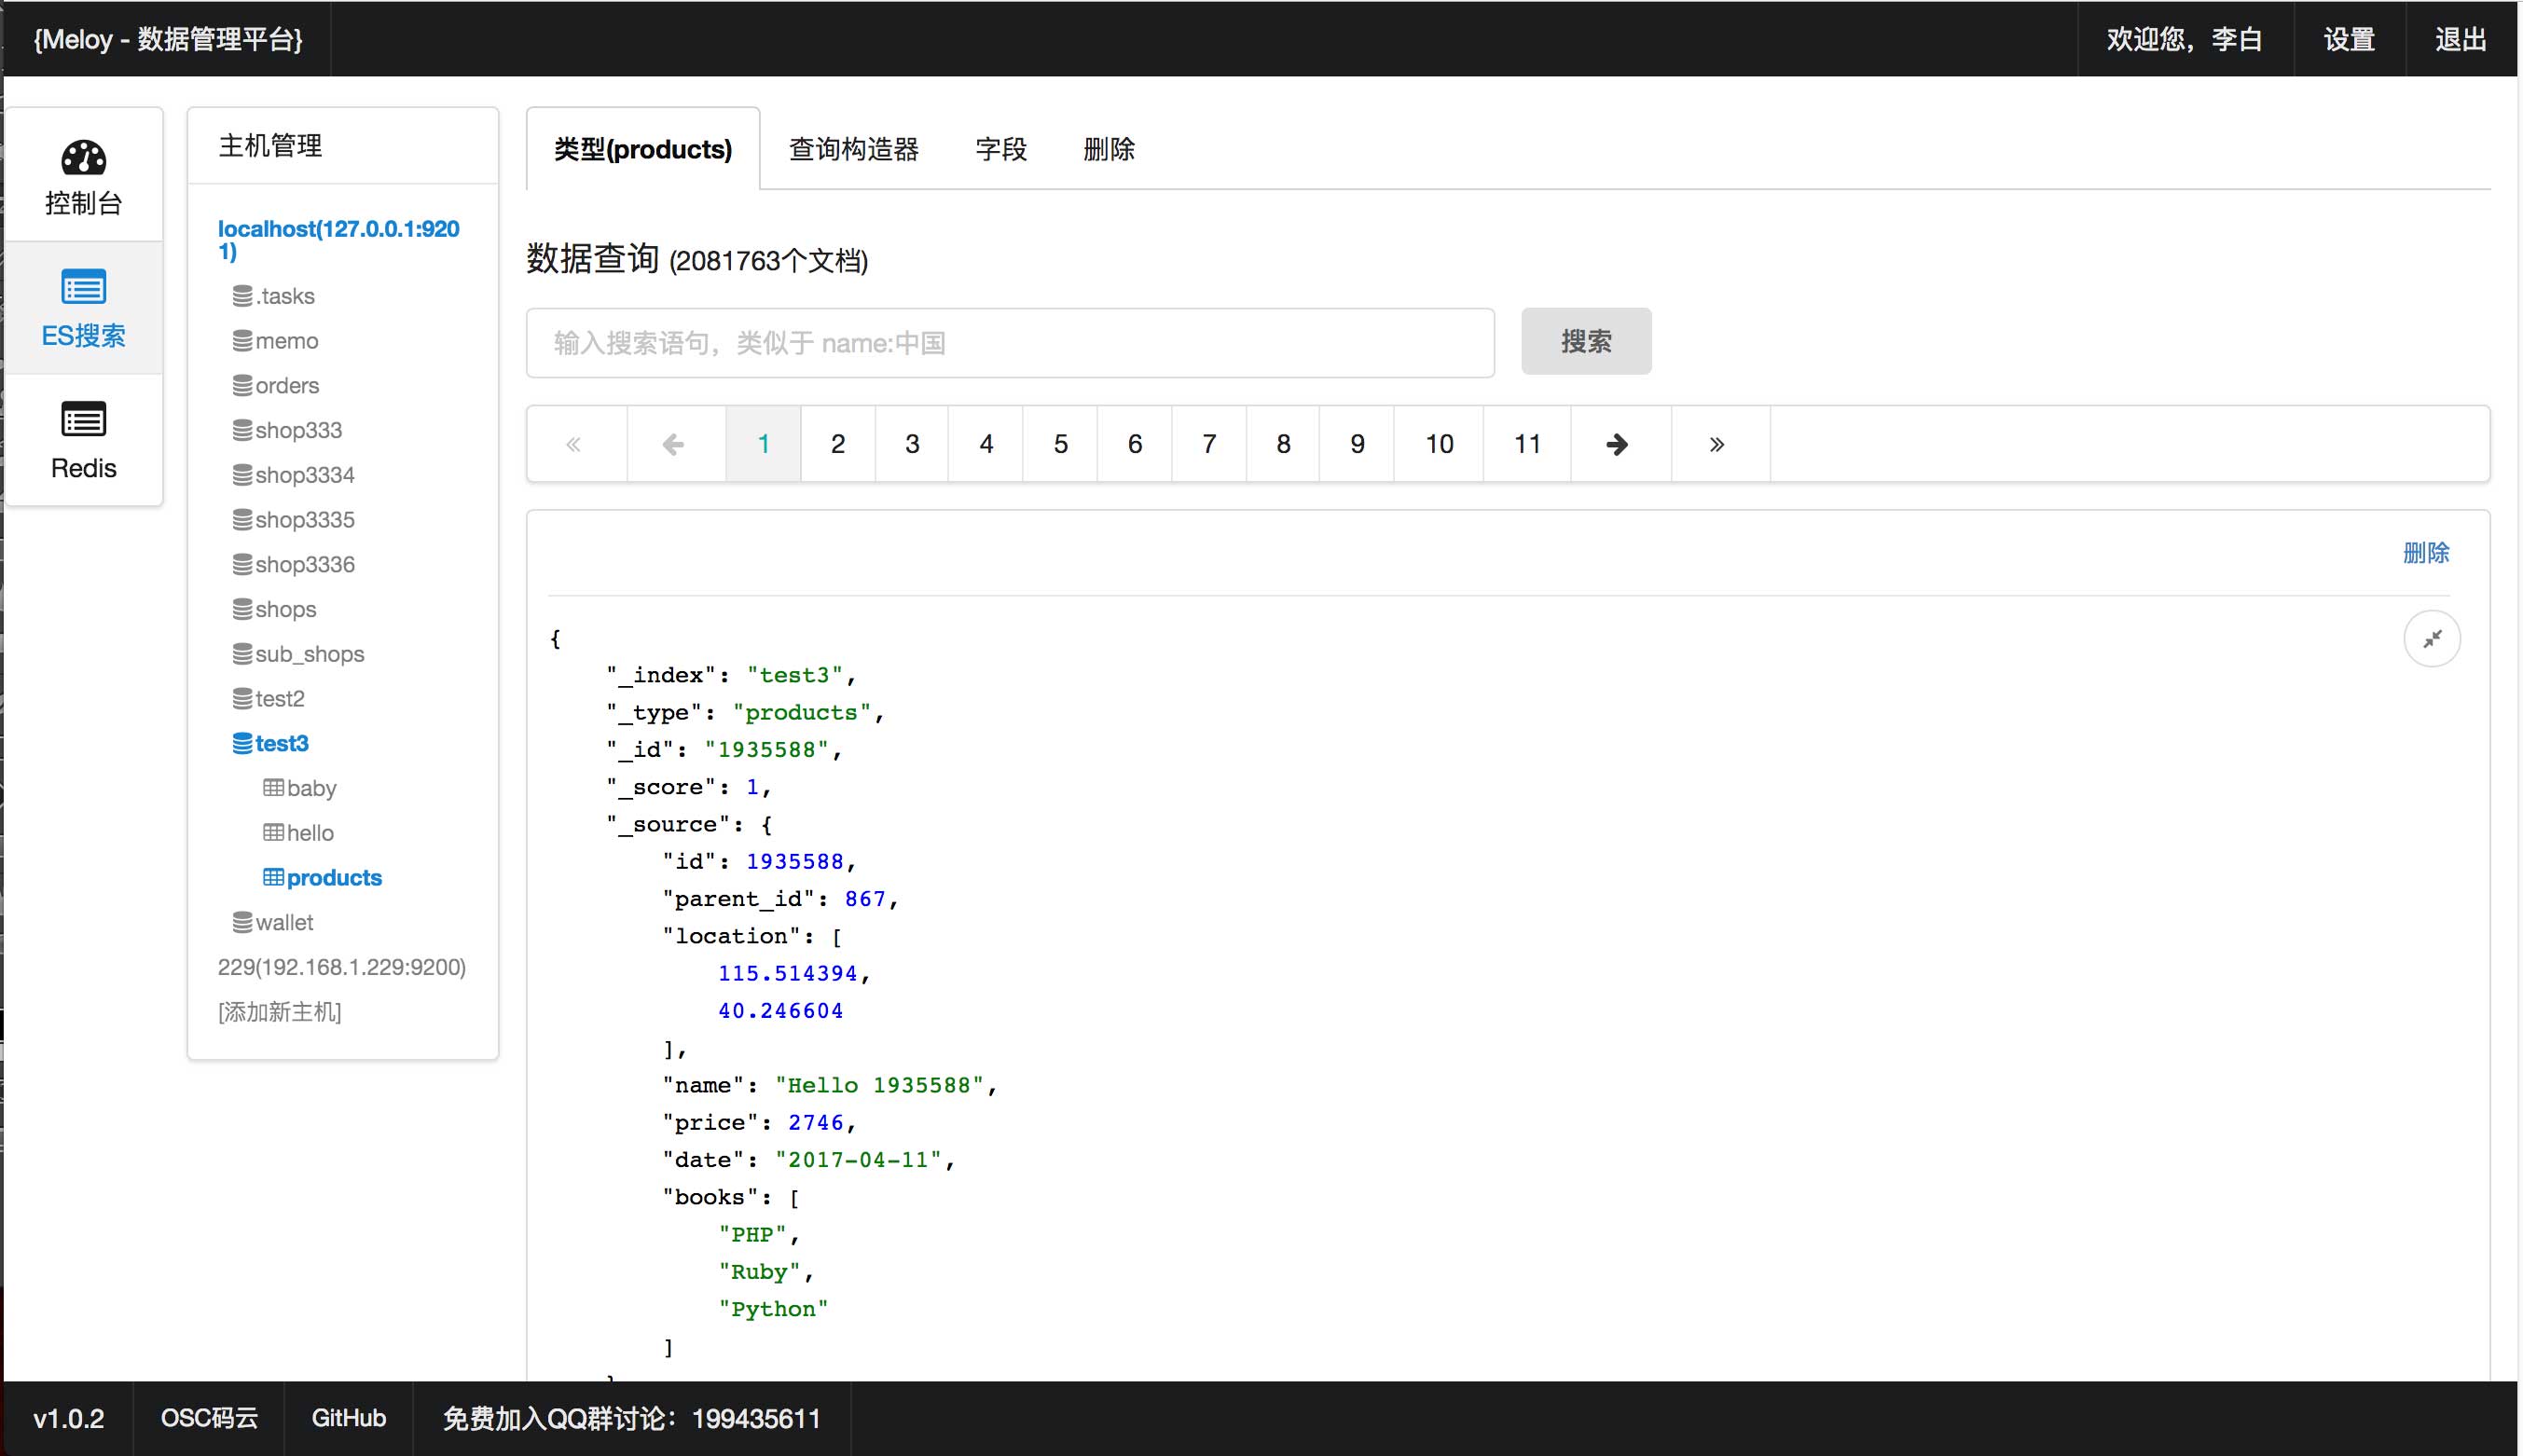 {Meloy - 数据管理平台}
欢迎您，李白
设置
退出
控制台
ES搜索
Redis
主机管理
localhost(127.0.0.1:920
1)
.tasks
memo
orders
shop333
shop3334
shop3335
shop3336
shops
sub_shops
test2
test3
baby
hello
products
wallet
229(192.168.1.229:9200)
[添加新主机]
类型(products)
查询构造器
字段
删除
数据查询 (2081763个文档)
输入搜索语句，类似于 name:中国
搜索
« 1 2 3 4 5 6 7 8 9 10 11 »
删除
{
"_index": "test3",
"_type": "products",
"_id": "1935588",
"_score": 1,
"_source": {
"id": 1935588,
"parent_id": 867,
"location": [
115.514394,
40.246604
],
"name": "Hello 1935588",
"price": 2746,
"date": "2017-04-11",
"books": [
"PHP",
"Ruby",
"Python"
]
v1.0.2
OSC码云
GitHub
免费加入QQ群讨论：199435611